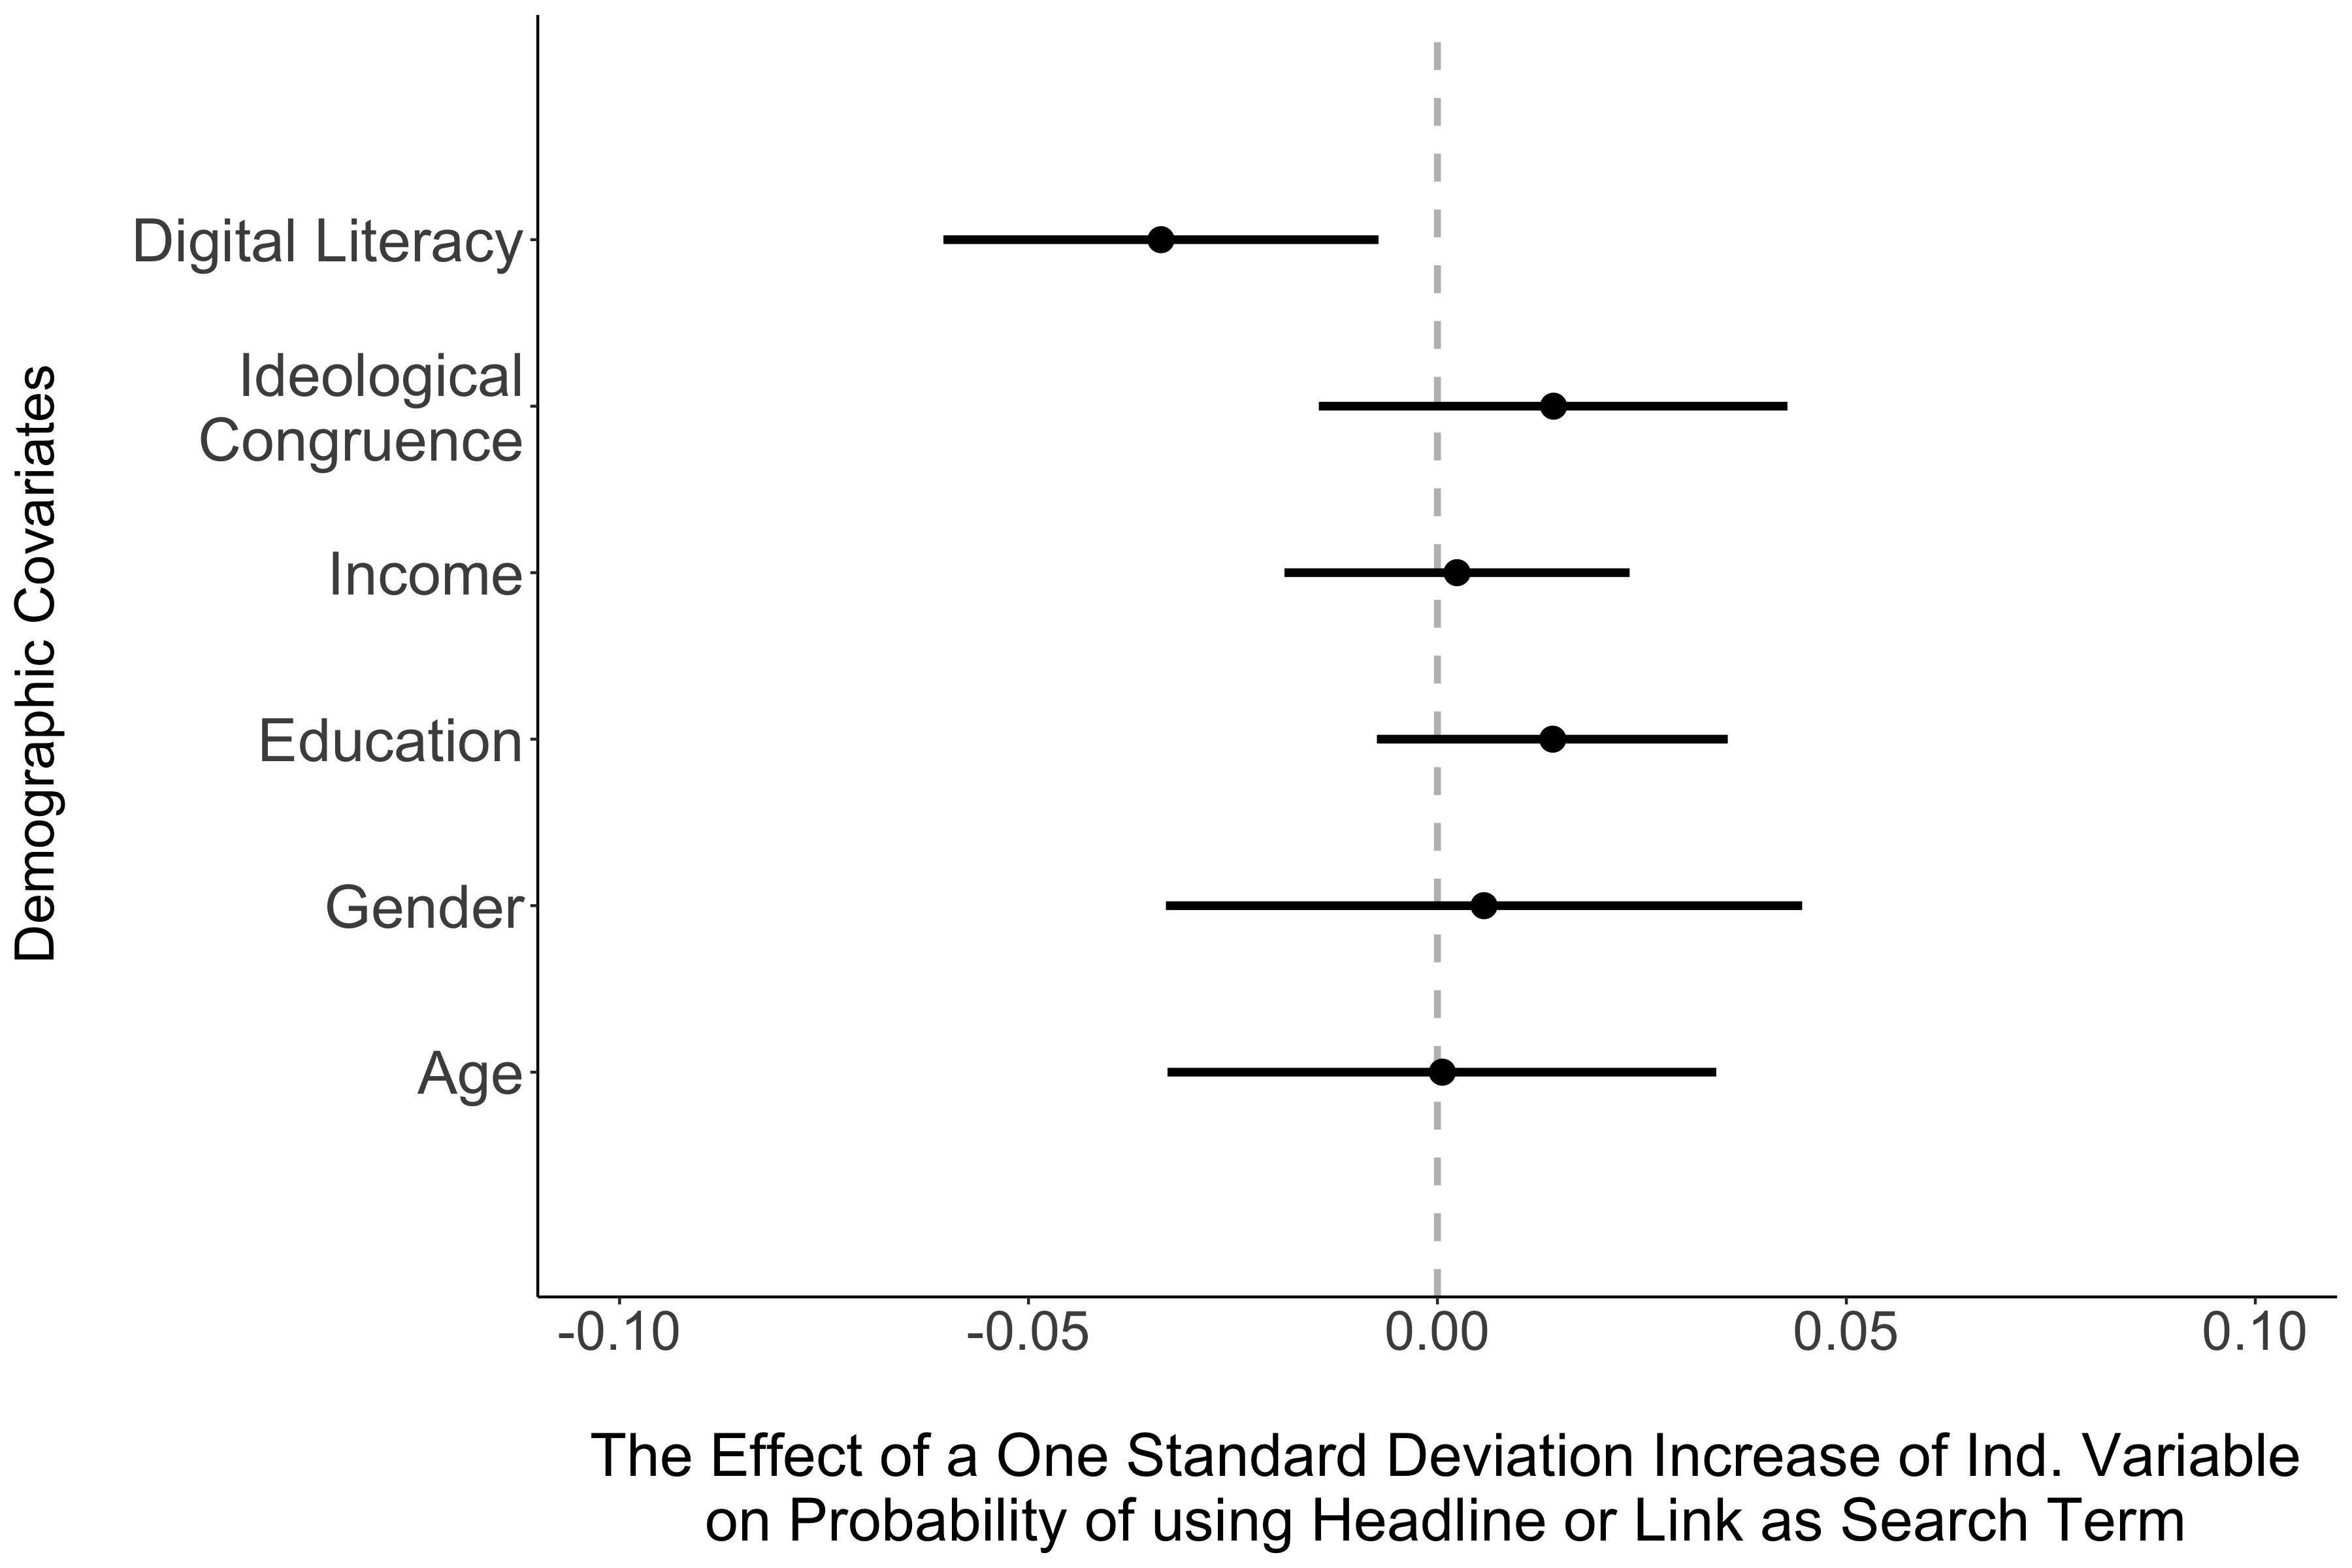 Demographic Covariates
Digital Literacy
Ideological
Congruence
Income
Education
Gender
Age
-0.10 -0.05 0.00 0.05 0.10
The Effect of a One Standard Deviation Increase of Ind. Variable
on Probability of using Headline or Link as Search Term